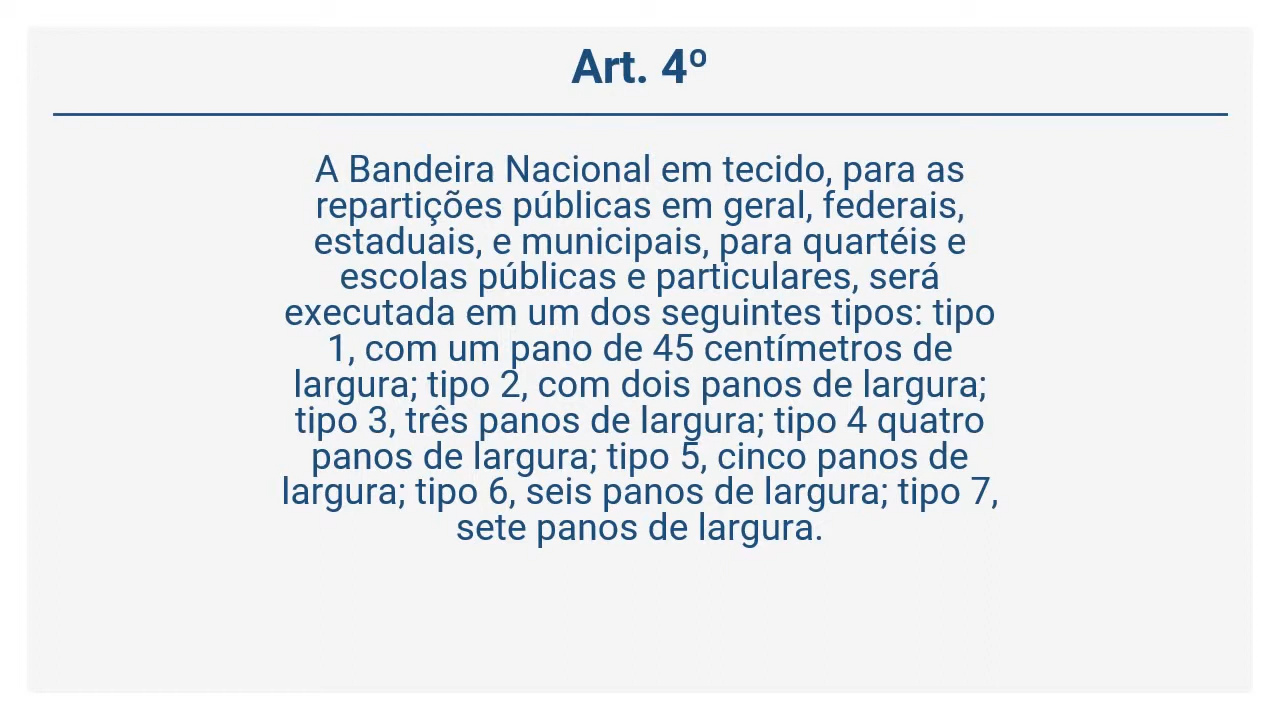 Art. 4º
A Bandeira Nacional em tecido, para as
repartições públicas em geral, federais,
estaduais, e municipais, para quartéis e
escolas públicas e particulares, será
executada em um dos seguintes tipos: tipo
1, com um pano de 45 centímetros de
largura; tipo 2, com dois panos de largura;
tipo 3, três panos de largura; tipo 4 quatro
panos de largura; tipo 5, cinco panos de
largura; tipo 6, seis panos de largura; tipo 7,
sete panos de largura.